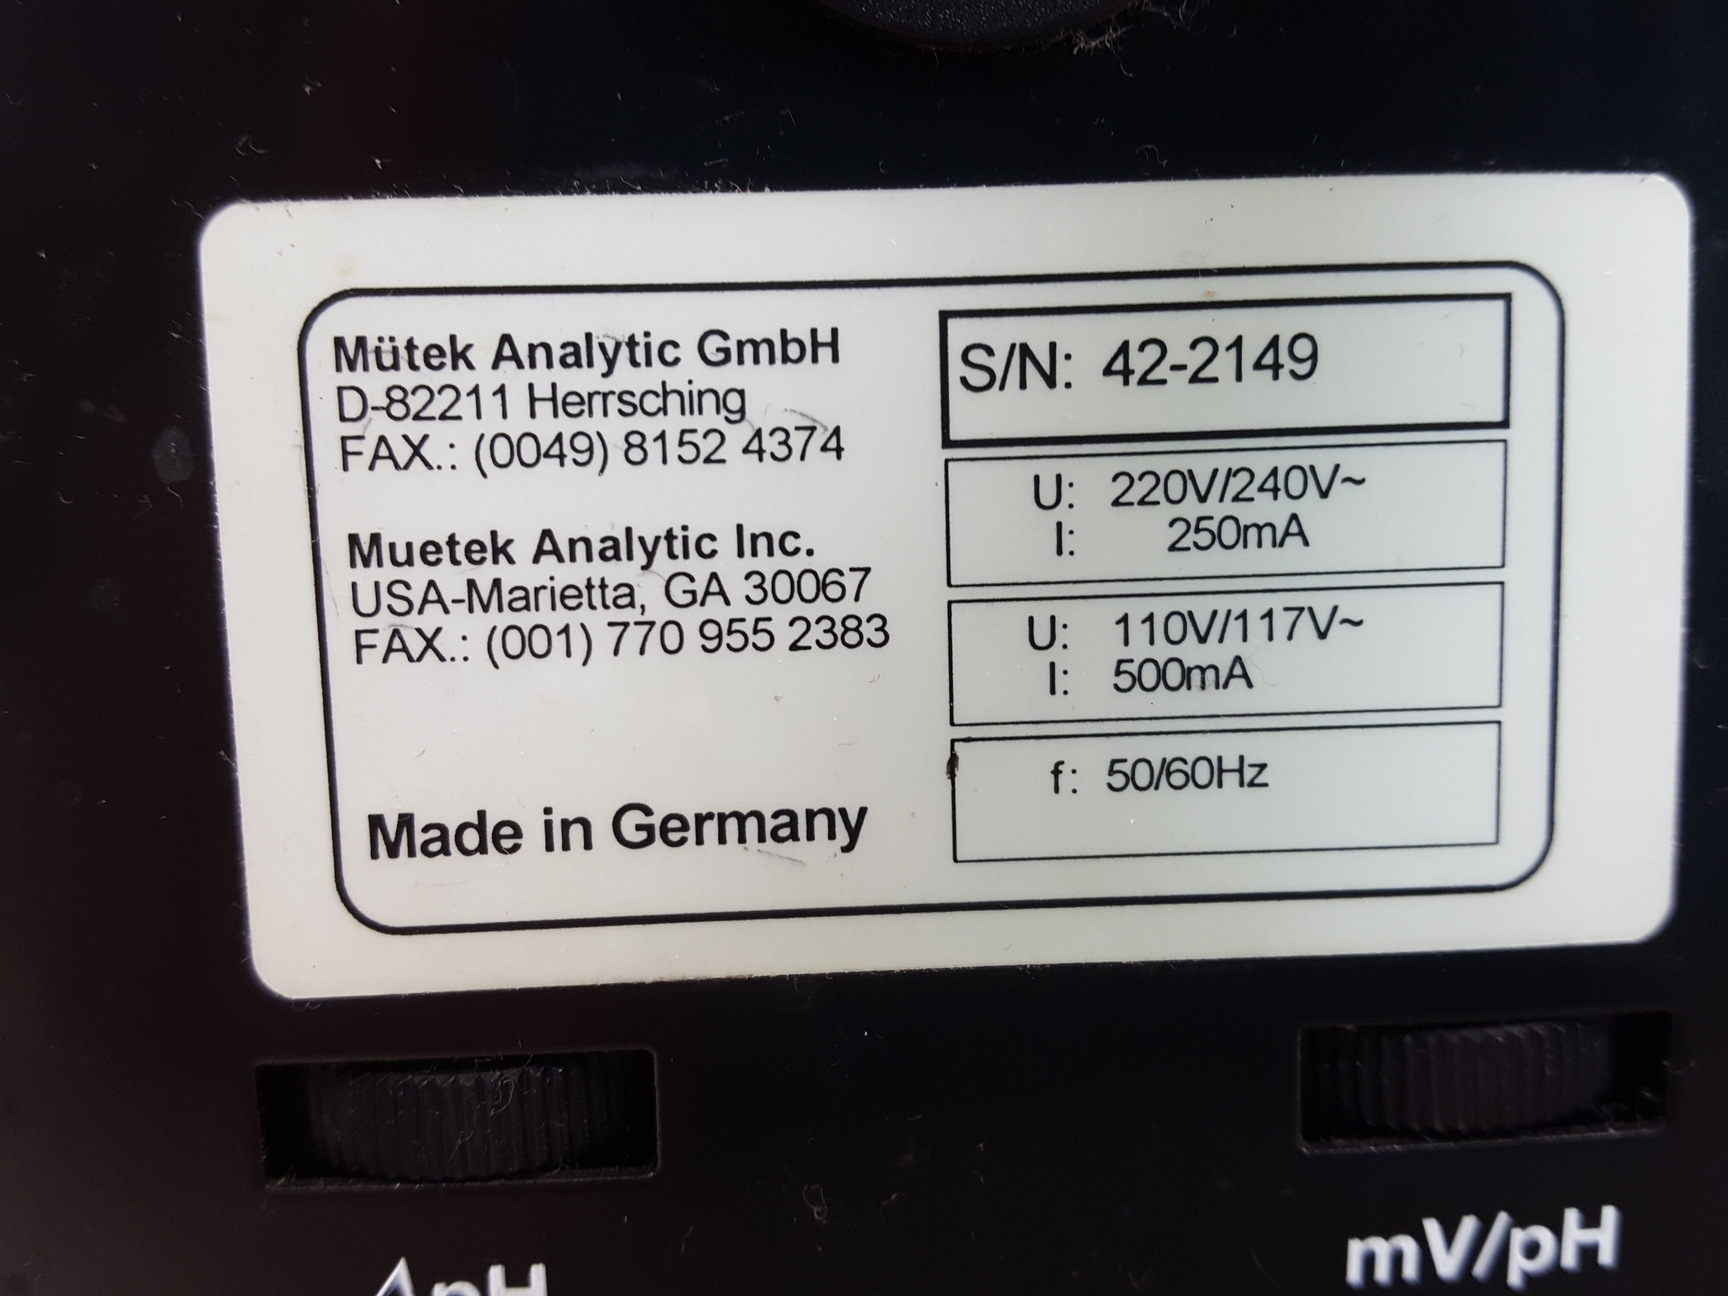 Mütek Analytic GmbH
D-82211 Herrsching
FAX.: (0049) 8152 4374
Muetek Analytic Inc.
USA-Marietta, GA 30067
FAX.: (001) 770 955 2383
Made in Germany
S/N: 42-2149
U: 220V/240V~
I: 250mA
U: 110V/117V~
I: 500mA
f: 50/60Hz
ΔpH
mV/pH